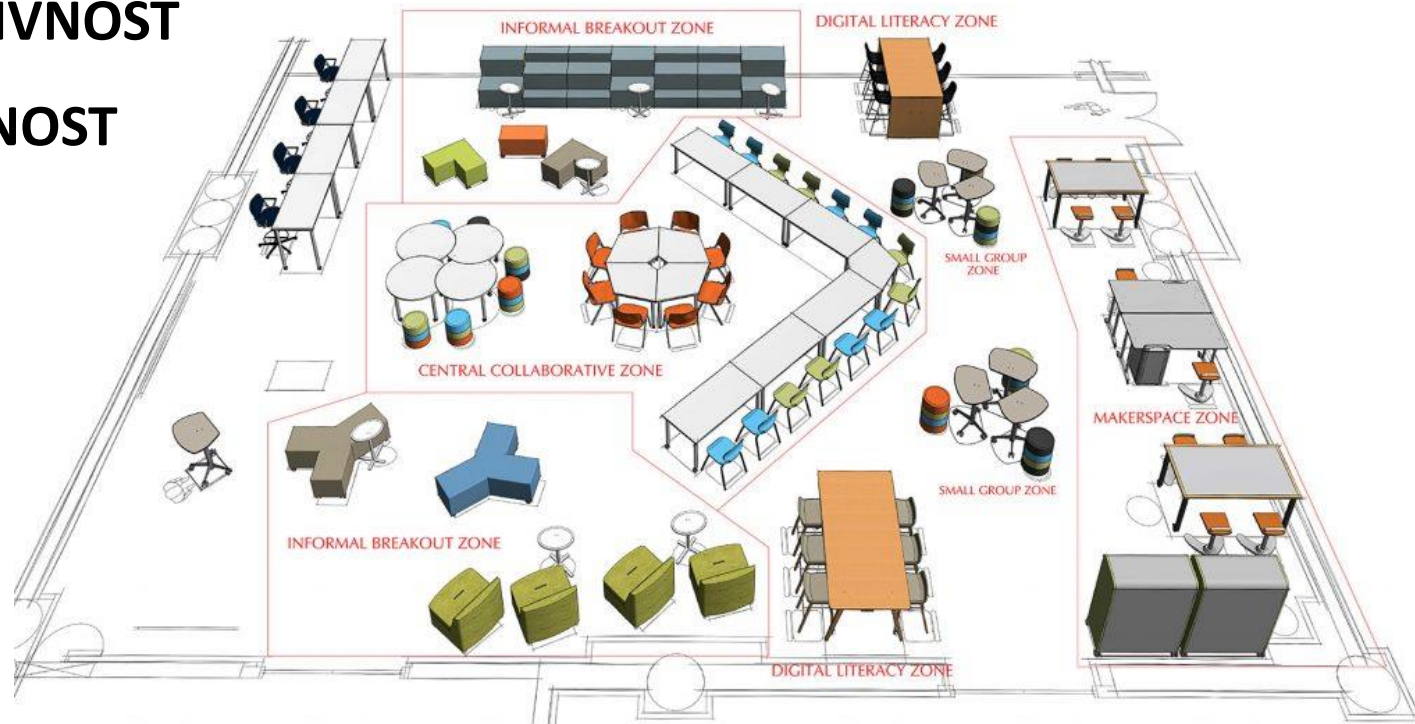 IVNOST
NOST
INFORMAL BREAKOUT ZONE
DIGITAL LITERACY ZONE
SMALL GROUP
ZONE
CENTRAL COLLABORATIVE ZONE
MAKERSPACE ZONE
SMALL GROUP ZONE
INFORMAL BREAKOUT ZONE
DIGITAL LITERACY ZONE